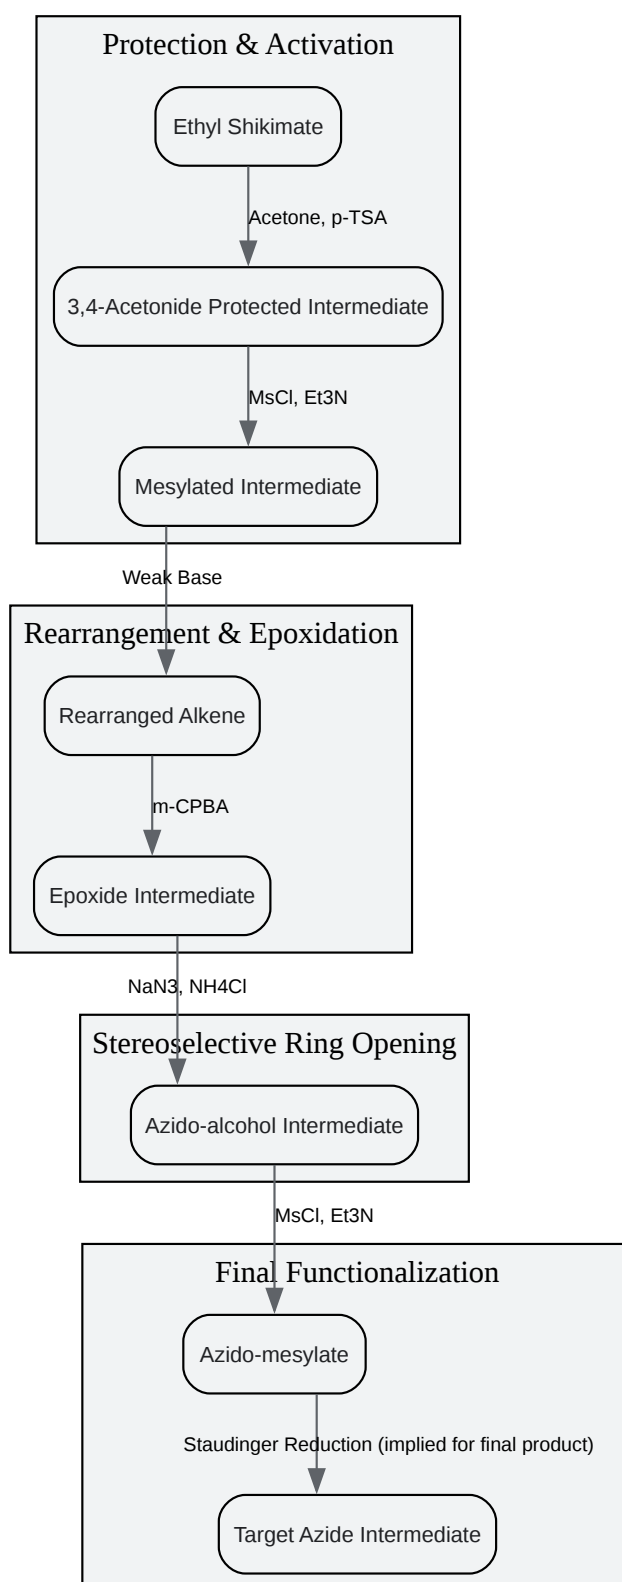 Protection & Activation
Ethyl Shikimate
Acetone, p-TSA
3,4-Acetonide Protected Intermediate
MsCl, Et3N
Mesylated Intermediate
Weak Base
Rearrangement & Epoxidation
Rearranged Alkene
m-CPBA
Epoxide Intermediate
NaN3, NH4Cl
Stereoselective Ring Opening
Azido-alcohol Intermediate
MsCl, Et3N
Final Functionalization
Azido-mesylate
Staudinger Reduction (implied for final product)
Target Azide Intermediate